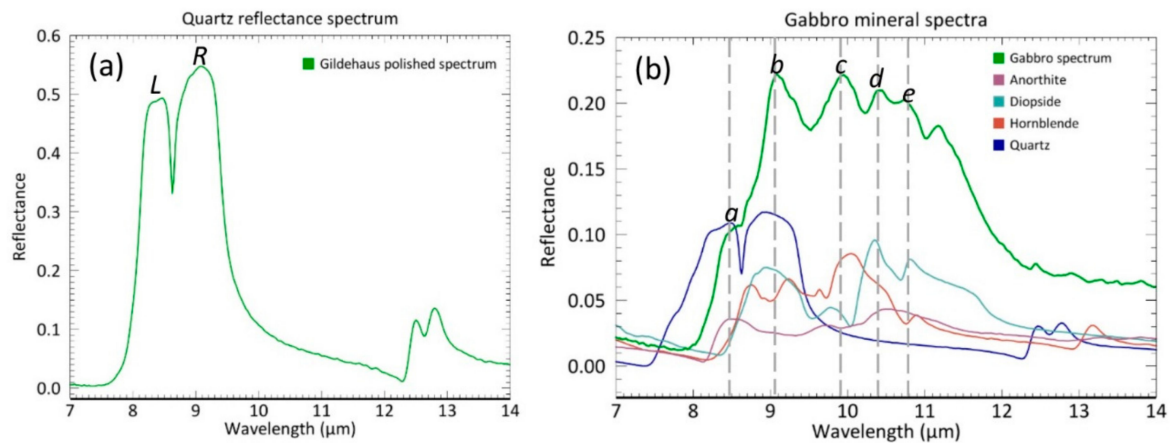 Quartz reflectance spectrum
(a)
L
R
Gildehaus polished spectrum
Reflectance
0.6
0.5
0.4
0.3
0.2
0.1
0.0
7 8 9 10 11 12 13 14
Wavelength (μm)
Gabbro mineral spectra
(b)
a
b
c
d
e
Gabbro spectrum
Anorthite
Diopside
Hornblende
Quartz
Reflectance
0.25
0.20
0.15
0.10
0.05
0.00
7 8 9 10 11 12 13 14
Wavelength (μm)